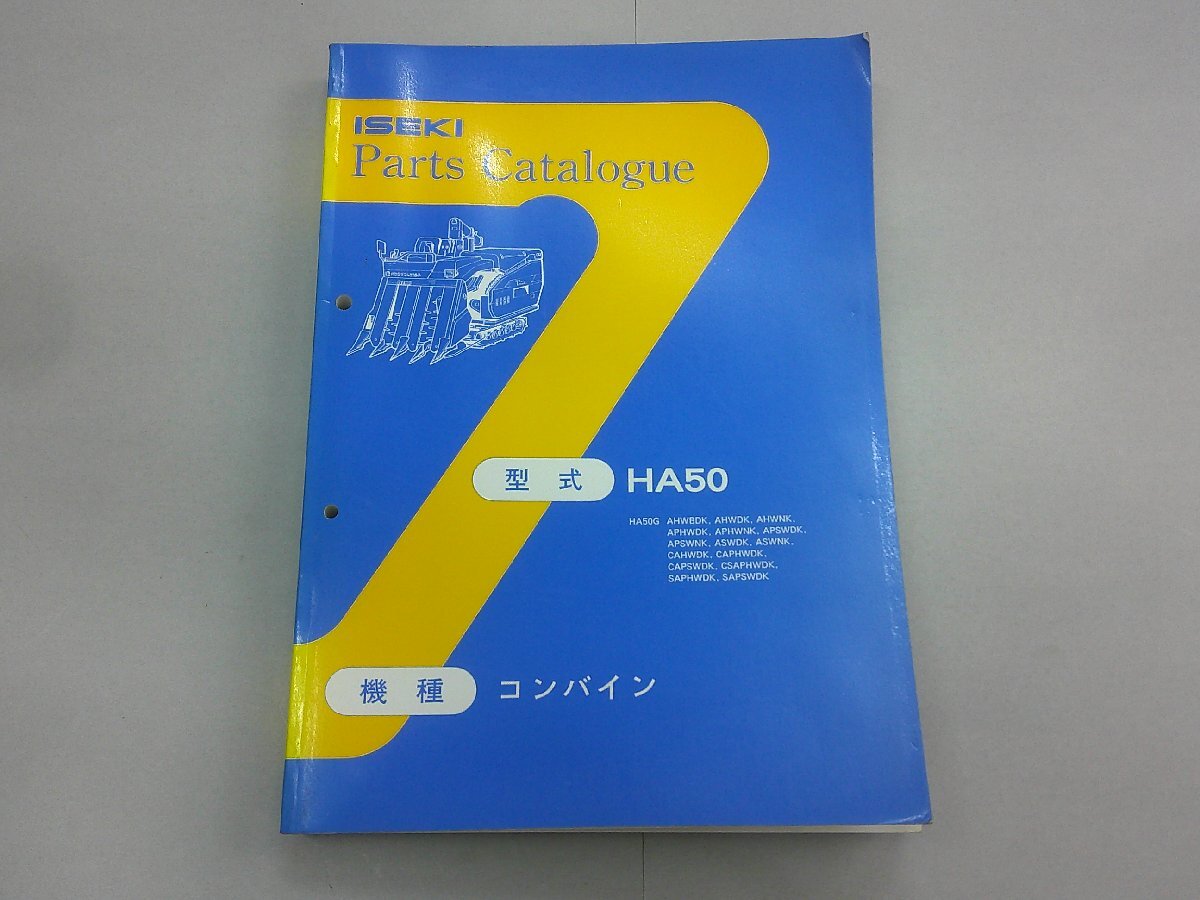 ISEKI
Parts Catalogue
型式 HA50
HA50G AHWBDK, AHWDK, AHWNK,
APHWDK, APHWNK, APSWDK,
APSWNK, ASWDK, ASWNK,
CAHWDK, CAPHWDK,
CAPSWDK, CSAPHWDK,
SAPHWDK, SAPSWDK
機種 コンバイン